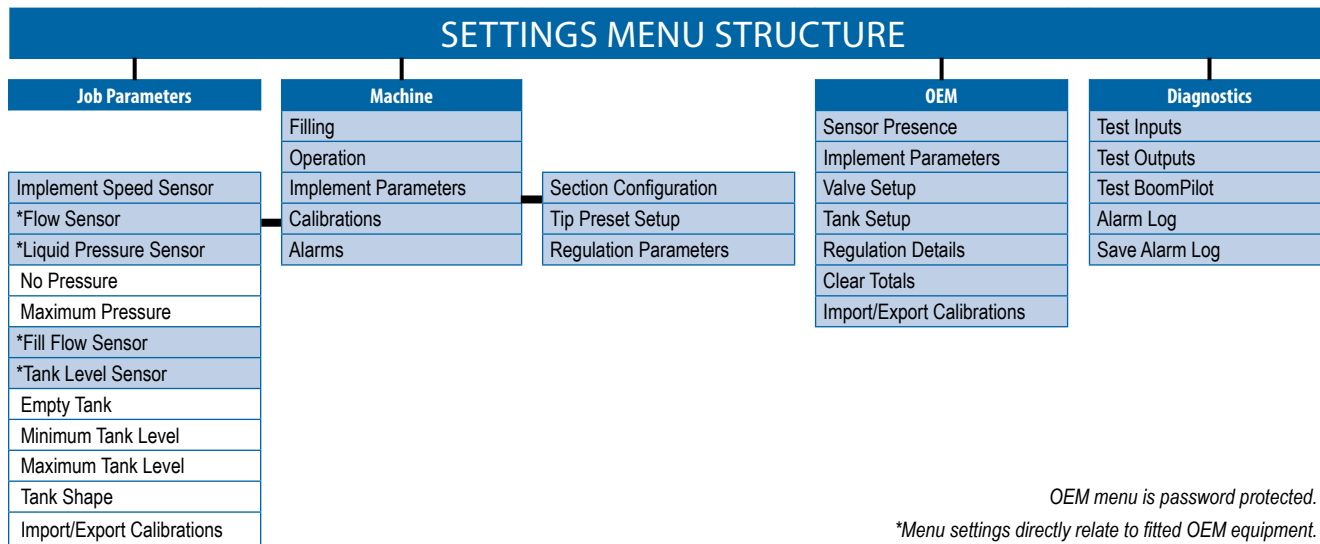 SETTINGS MENU STRUCTURE
Job Parameters
Implement Speed Sensor
*Flow Sensor
*Liquid Pressure Sensor
No Pressure
Maximum Pressure
*Fill Flow Sensor
*Tank Level Sensor
Empty Tank
Minimum Tank Level
Maximum Tank Level
Tank Shape
Import/Export Calibrations
Machine
Filling
Operation
Implement Parameters
Calibrations
Alarms
Section Configuration
Tip Preset Setup
Regulation Parameters
OEM
Sensor Presence
Implement Parameters
Valve Setup
Tank Setup
Regulation Details
Clear Totals
Import/Export Calibrations
Diagnostics
Test Inputs
Test Outputs
Test BoomPilot
Alarm Log
Save Alarm Log
OEM menu is password protected.
*Menu settings directly relate to fitted OEM equipment.